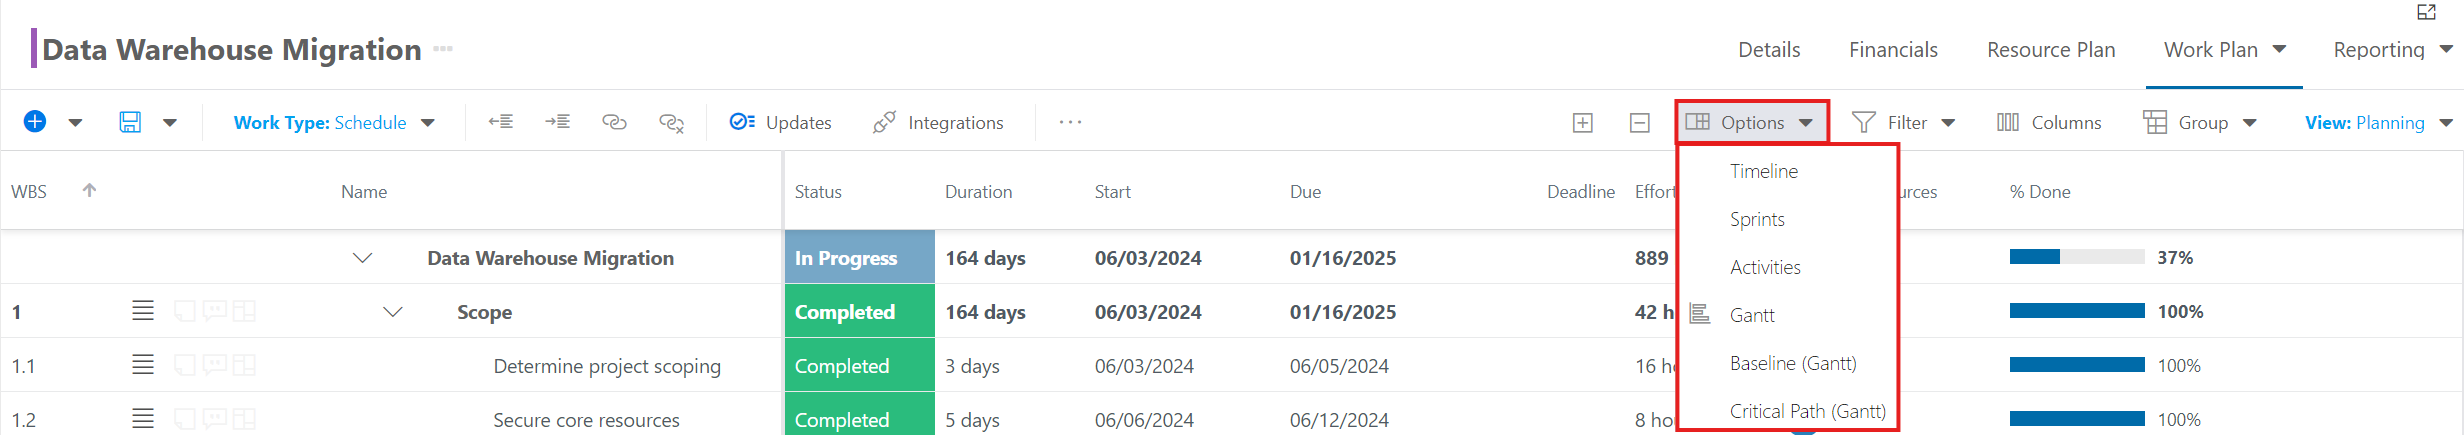 Data Warehouse Migration
Details Financials Resource Plan Work Plan Reporting
Work Type: Schedule Updates Integrations Options Filter Columns Group View: Planning
Timeline
Sprints
Activities
Gantt
Baseline (Gantt)
Critical Path (Gantt)
WBS Name Status Duration Start Due Deadline Effort % Done
Data Warehouse Migration In Progress 164 days 06/03/2024 01/16/2025 889 37%
1 Scope Completed 164 days 06/03/2024 01/16/2025 42 h 100%
1.1 Determine project scoping Completed 3 days 06/03/2024 06/05/2024 16 h 100%
1.2 Secure core resources Completed 5 days 06/06/2024 06/12/2024 8 ho 100%